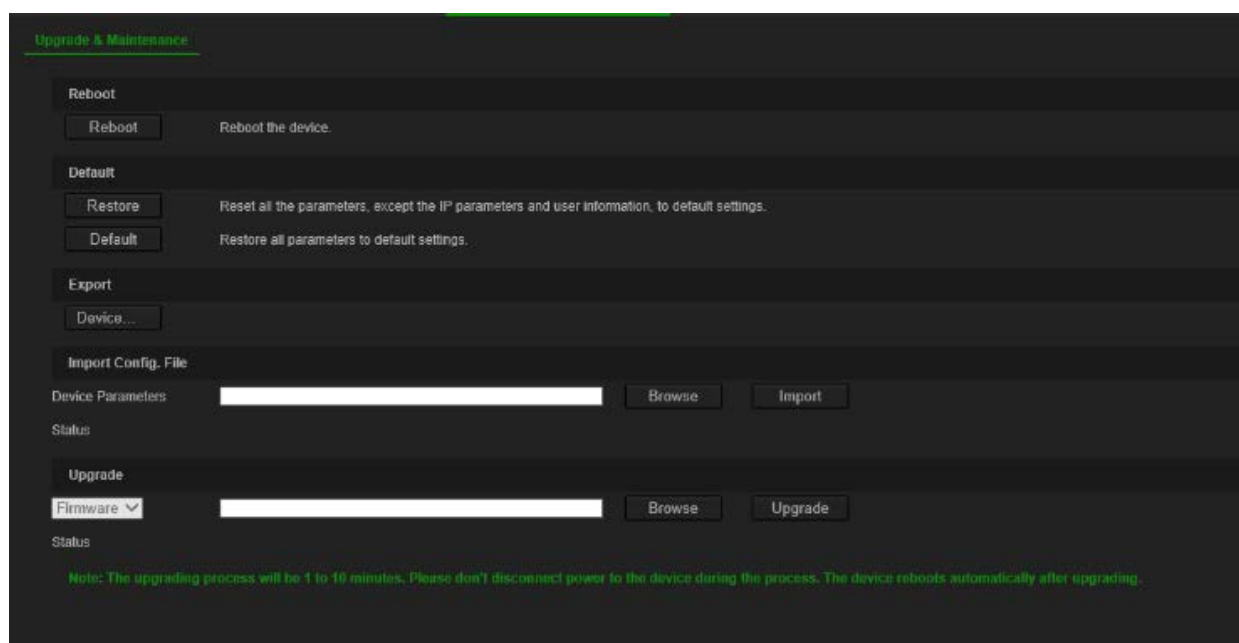 Upgrade & Maintenance
Reboot
Reboot Reboot the device.
Default
Restore Reset all the parameters, except the IP parameters and user information, to default settings.
Default Restore all parameters to default settings.
Export
Device...
Import Config. File
Device Parameters Browse Import
Status
Upgrade
Firmware Browse Upgrade
Status
Note: The upgrading process will be 1 to 10 minutes. Please don't disconnect power to the device during the process. The device reboots automatically after upgrading.